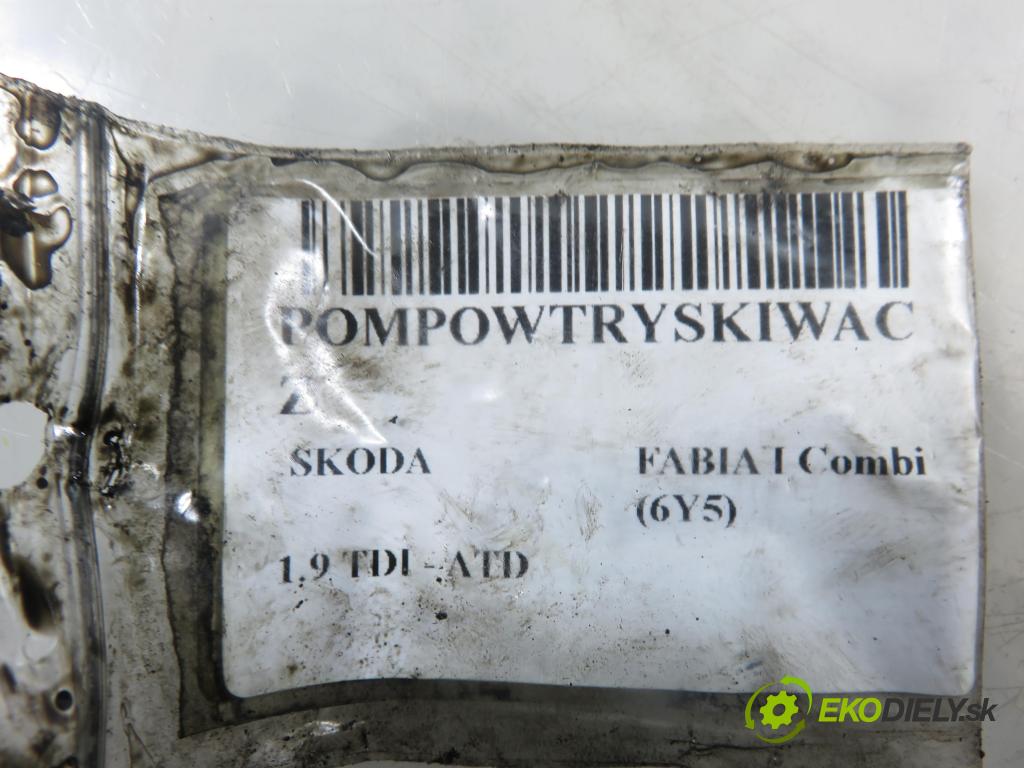 POMPOWTRYSKIWAC
Z
SKODA FABIA I Combi
(6Y5)
1.9 TDI - ATD
EKODIELY.sk